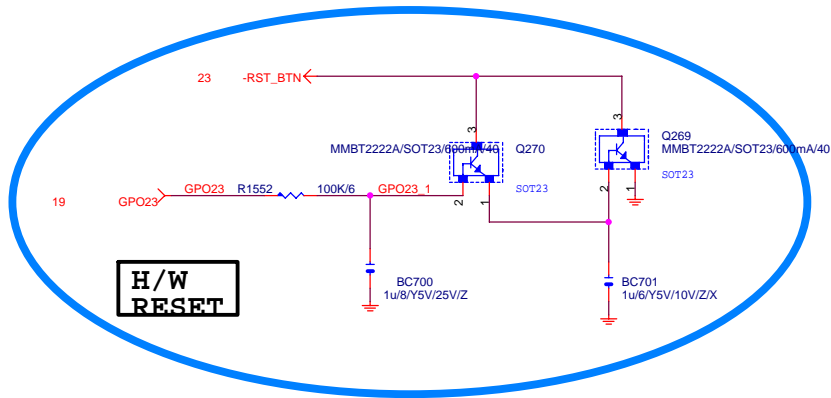 23 -RST_BTN
3
3
Q269
MMBT2222A/SOT23/600mA/40
Q270
MMBT2222A/SOT23/600mA/40
SOT23
SOT23
2
1
2
1
19 GPO23
GPO23
R1552
100K/6
GPO23_1
H/W
RESET
BC700
1u/8/Y5V/25V/Z
BC701
1u/6/Y5V/10V/Z/X